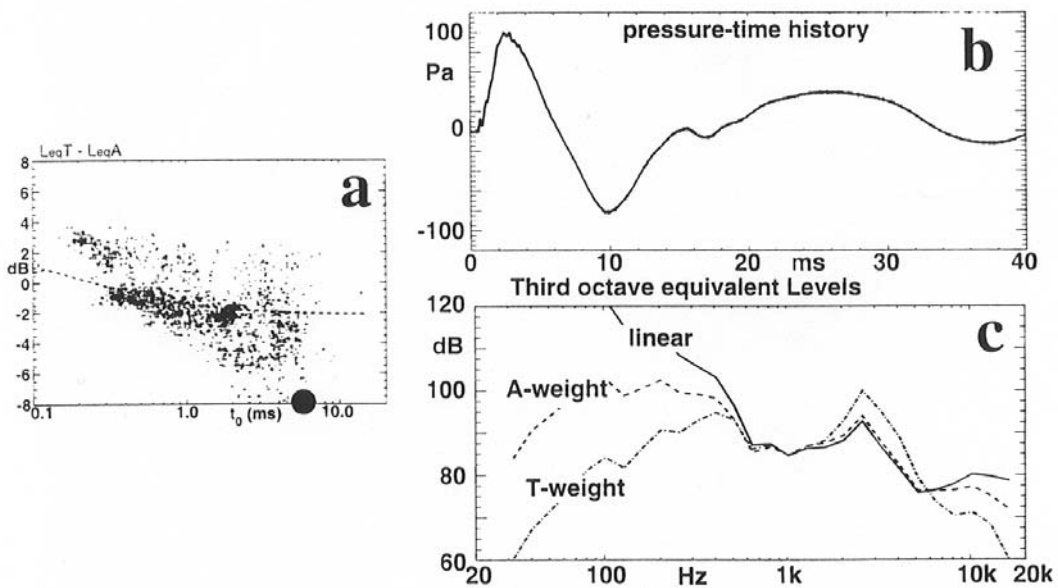 LeqT - LeqA
a
8
6
4
2
dB
0
-2
-4
-6
-8
0.1
1.0
10.0
t0 (ms)
pressure-time history
b
100
Pa
0
-100
0
10
20
ms
30
40
Third octave equivalent Levels
c
120
dB
100
80
60
linear
A-weight
T-weight
20
100
Hz
1k
10k
20k